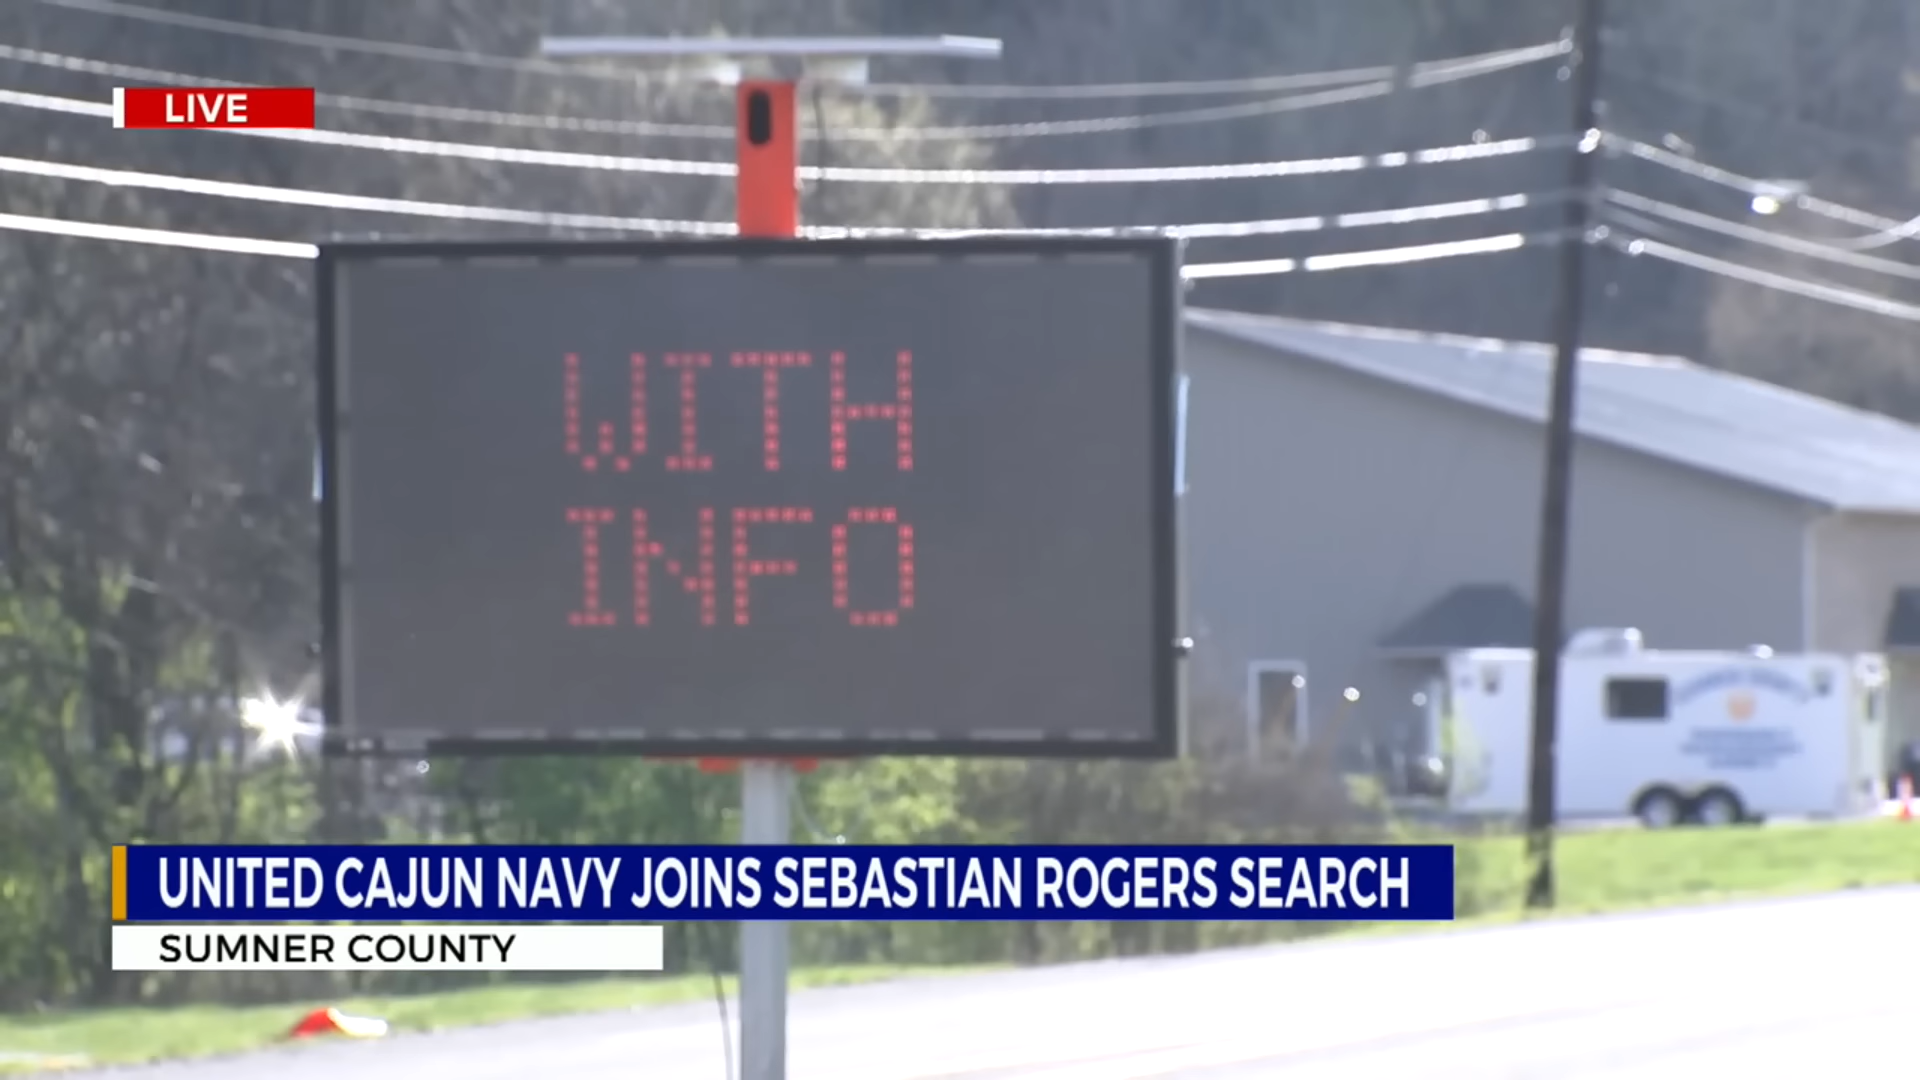 LIVE
WITH
INFO
UNITED CAJUN NAVY JOINS SEBASTIAN ROGERS SEARCH
SUMNER COUNTY